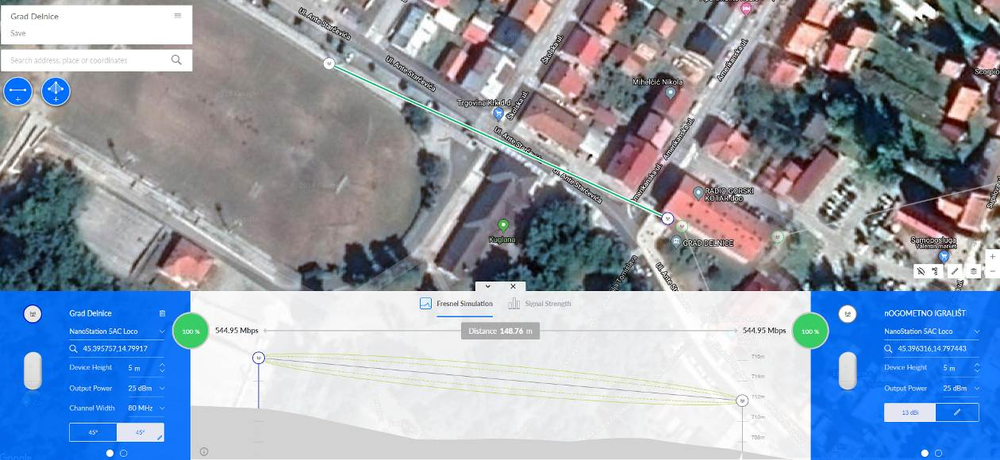 Grad Delnice
Save
Search address, place or coordinates
Ul. Ante Starčevića
Ul. Ante Starčevića
Školska ul.
Amerikanska ul.
Scorpio
Mihelčić Nikola
Trgovina Krk d.d
Školska ul.
Ul. Ante Starčevića
Amerikanska ul.
Ul. Ante Starčevića
Amerikanska ul.
RADIO GORSKI
KOTAR doo
Kuglana
GRAD DELNICE
Samoposluga
Valentin market
Ul. Ante St
Fresnel Simulation
Signal Strength
Grad Delnice
NanoStation 5AC Loco
45.395757,14.79917
Device Height 5 m
Output Power 25 dBm
Channel Width 80 MHz
45° 45°
100 %
544.95 Mbps
Distance 148.76 m
544.95 Mbps
100 %
716m
714m
712m
710m
708m
nOGOMETNO IGRALIŠT
NanoStation 5AC Loco
45.396316,14.797443
Device Height 5 m
Output Power 25 dBm
13 dBi
Google